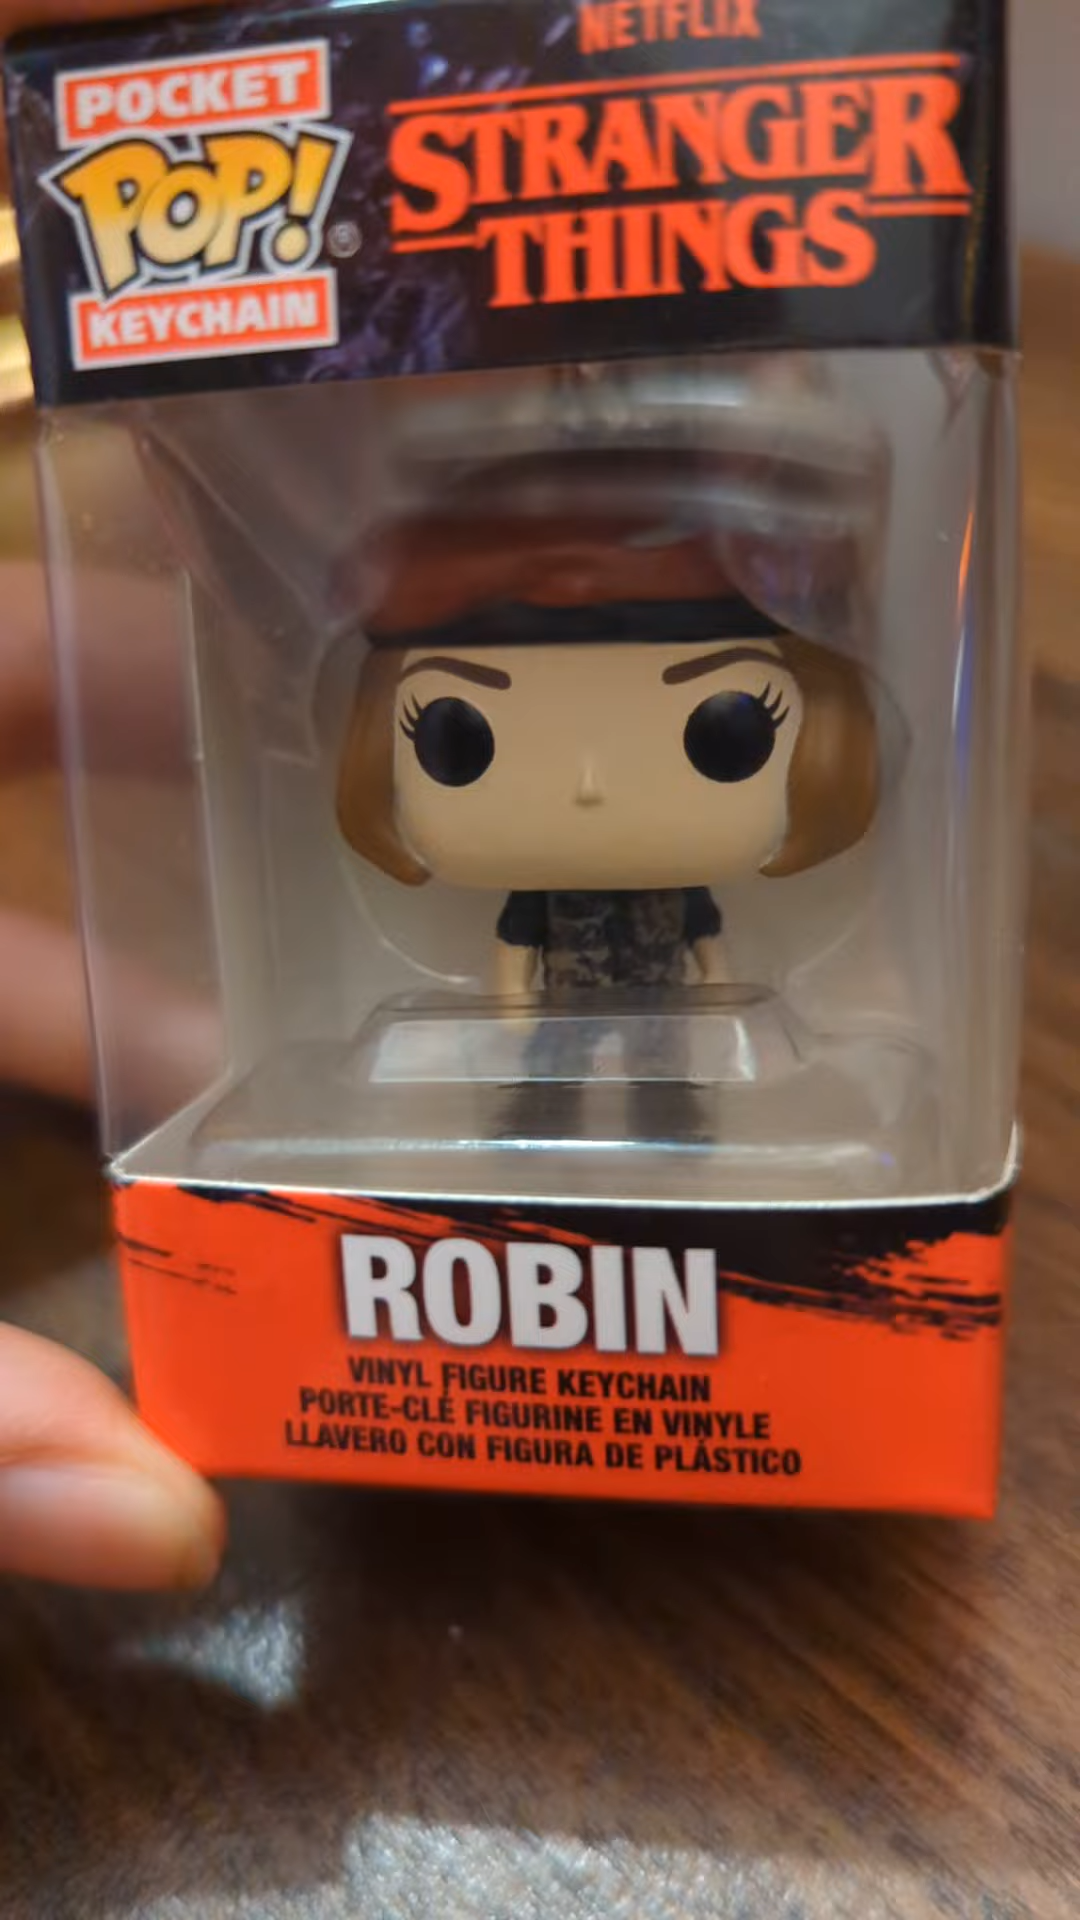 NETFLIX
POCKET
POP!
®
KEYCHAIN
STRANGER
THINGS
ROBIN
VINYL FIGURE KEYCHAIN
PORTE-CLÉ FIGURINE EN VINYLE
LLAVERO CON FIGURA DE PLÁSTICO